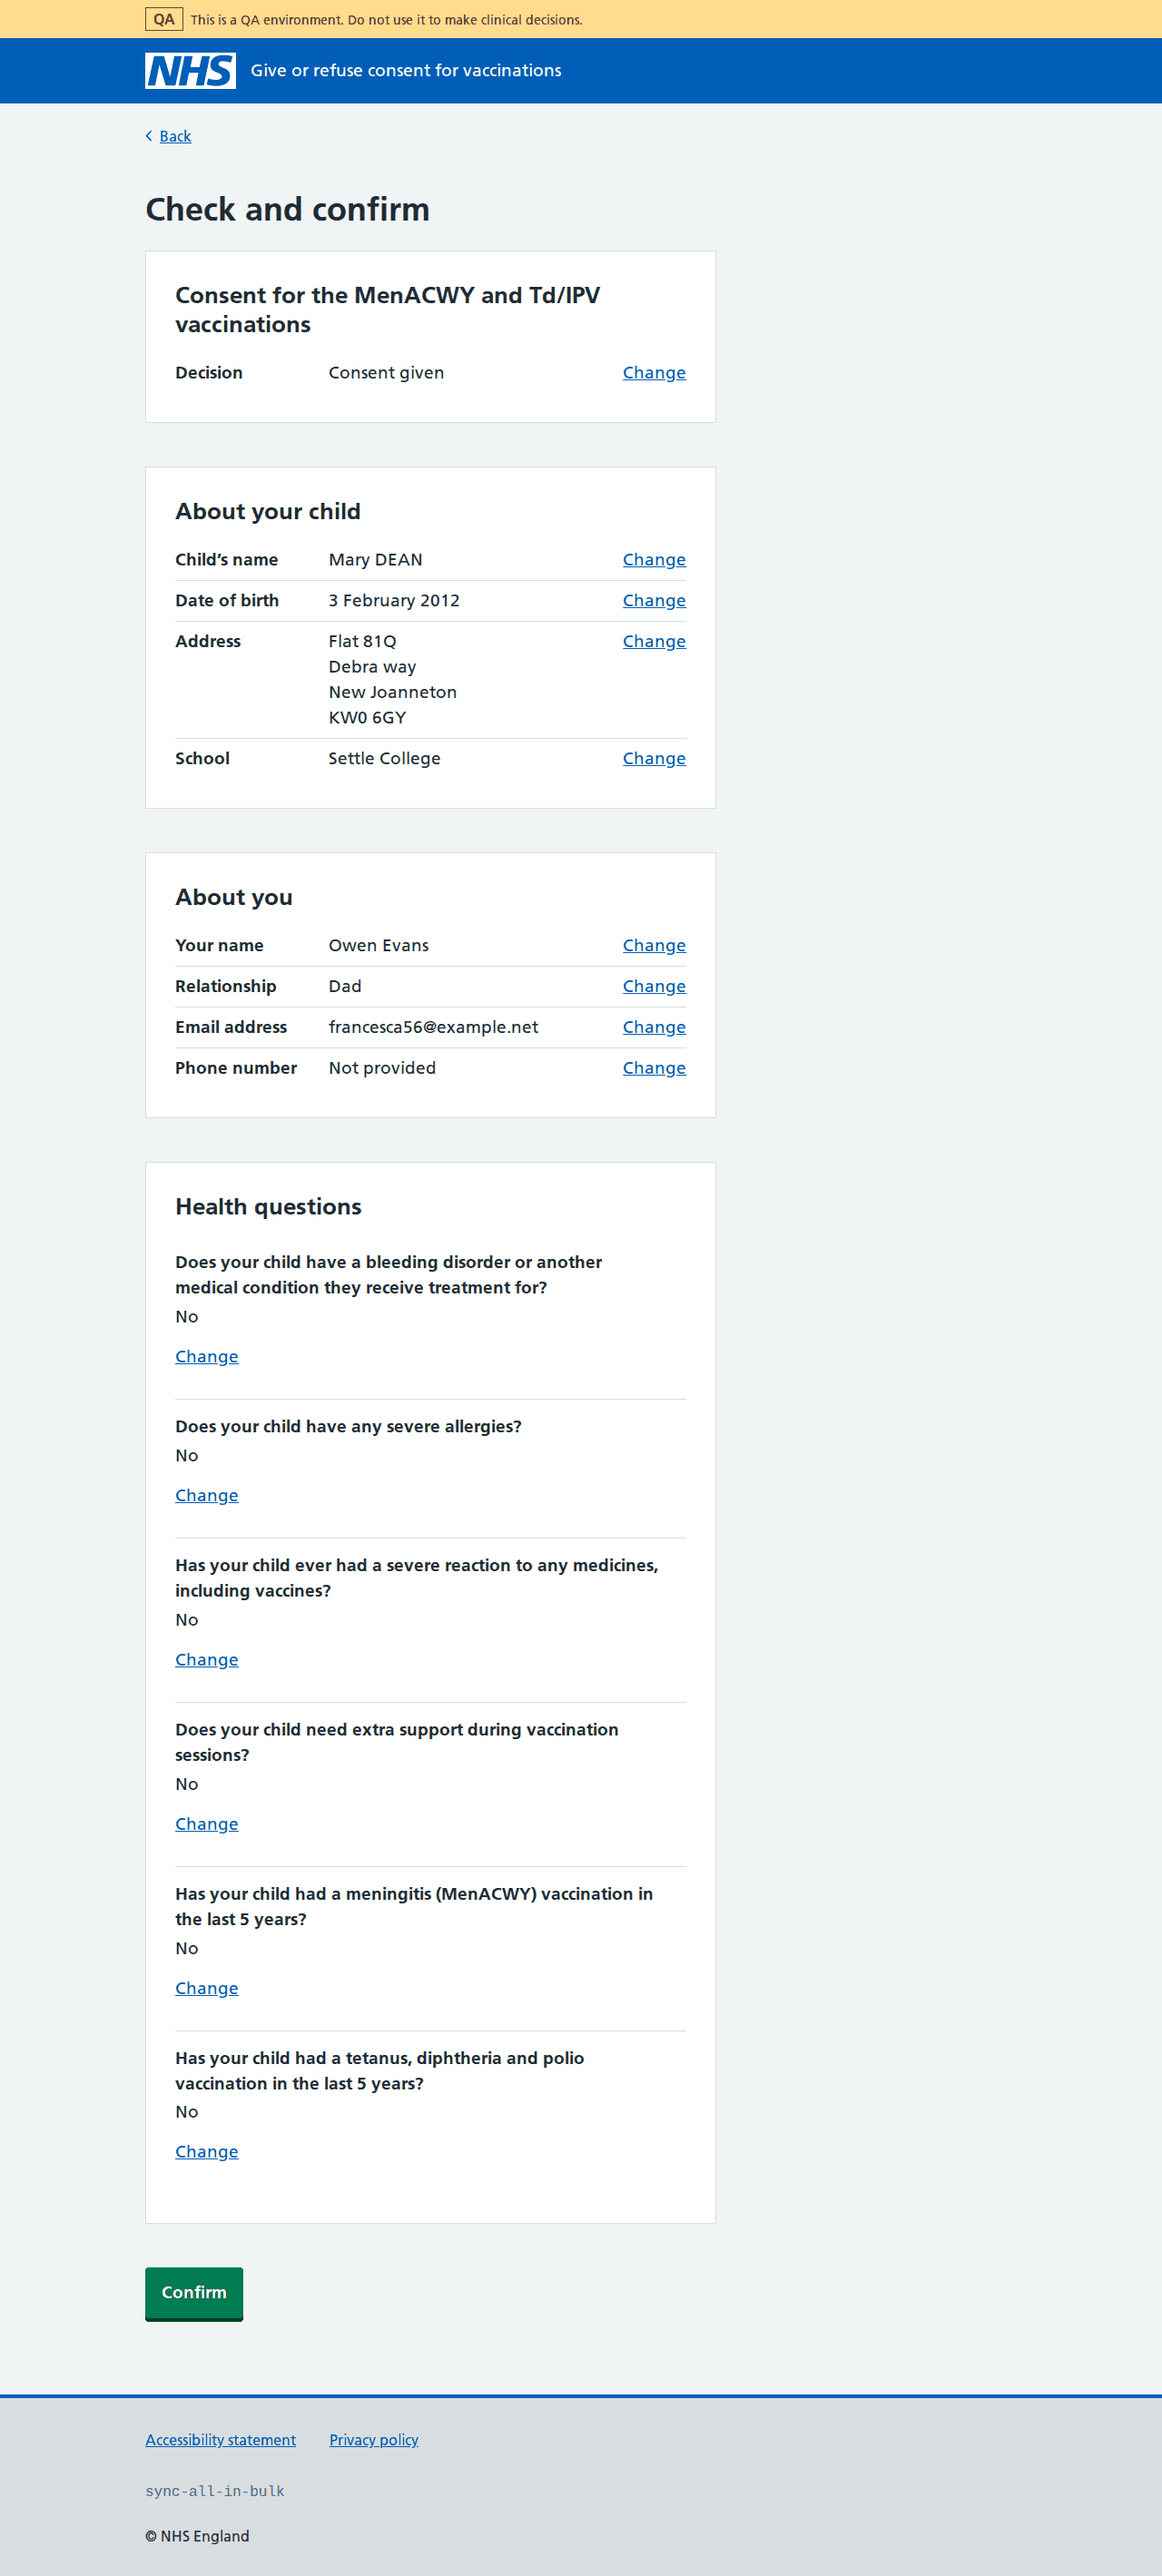 QA This is a QA environment. Do not use it to make clinical decisions.
NHS Give or refuse consent for vaccinations
Back
Check and confirm
Consent for the MenACWY and Td/IPV
vaccinations
Decision Consent given Change
About your child
Child’s name Mary DEAN Change
Date of birth 3 February 2012 Change
Address Flat 81Q Change
Debra way
New Joanneton
KW0 6GY
School Settle College Change
About you
Your name Owen Evans Change
Relationship Dad Change
Email address francesca56@example.net Change
Phone number Not provided Change
Health questions
Does your child have a bleeding disorder or another
medical condition they receive treatment for?
No
Change
Does your child have any severe allergies?
No
Change
Has your child ever had a severe reaction to any medicines,
including vaccines?
No
Change
Does your child need extra support during vaccination
sessions?
No
Change
Has your child had a meningitis (MenACWY) vaccination in
the last 5 years?
No
Change
Has your child had a tetanus, diphtheria and polio
vaccination in the last 5 years?
No
Change
Confirm
Accessibility statement Privacy policy
sync-all-in-bulk
© NHS England